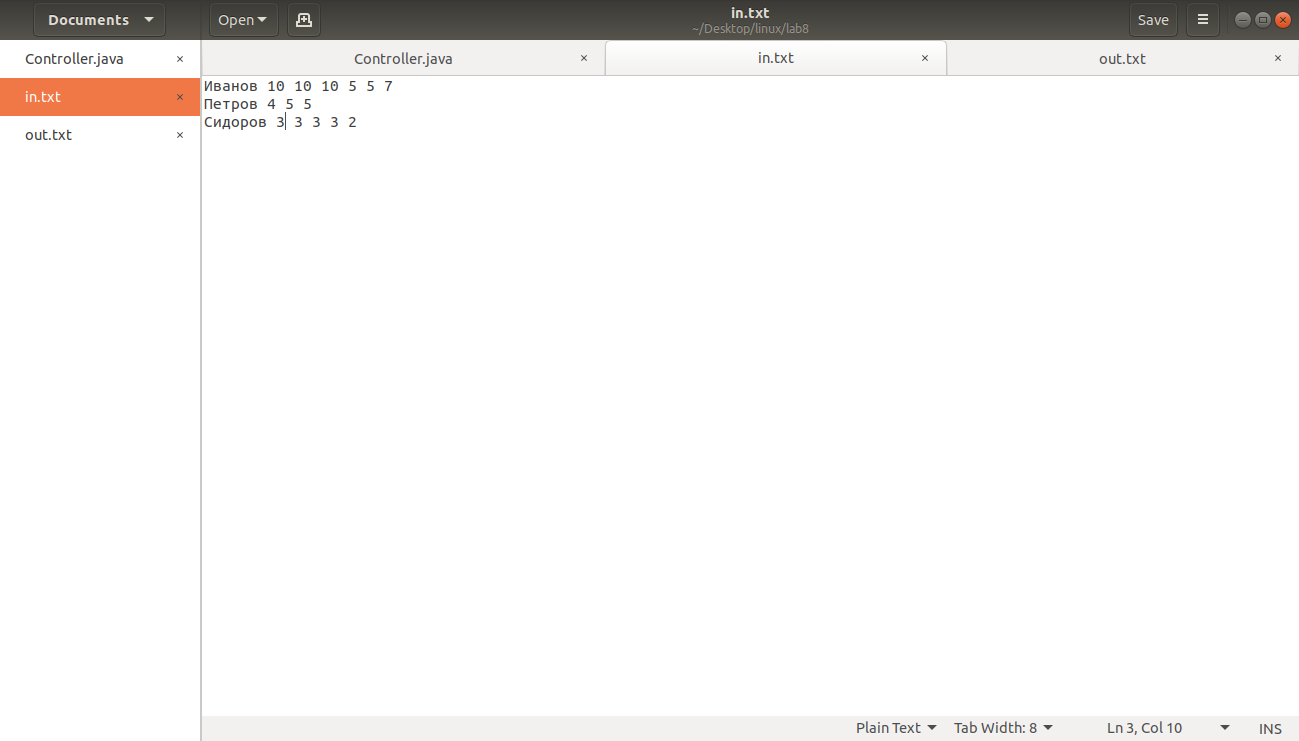 Documents
Open
in.txt
~/Desktop/linux/lab8
Save
Controller.java
in.txt
out.txt
Controller.java
in.txt
out.txt
Иванов 10 10 10 5 5 7
Петров 4 5 5
Сидоров 3 3 3 3 2
Plain Text
Tab Width: 8
Ln 3, Col 10
INS